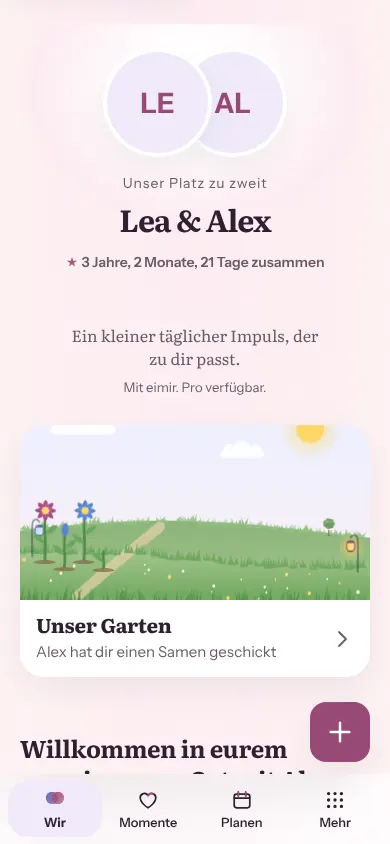 LE AL
Unser Platz zu zweit
Lea & Alex
★ 3 Jahre, 2 Monate, 21 Tage zusammen
Ein kleiner täglicher Impuls, der
zu dir passt.
Mit eimir. Pro verfügbar.
Unser Garten
Alex hat dir einen Samen geschickt
Willkommen in eurem
Wir
Momente
Planen
Mehr